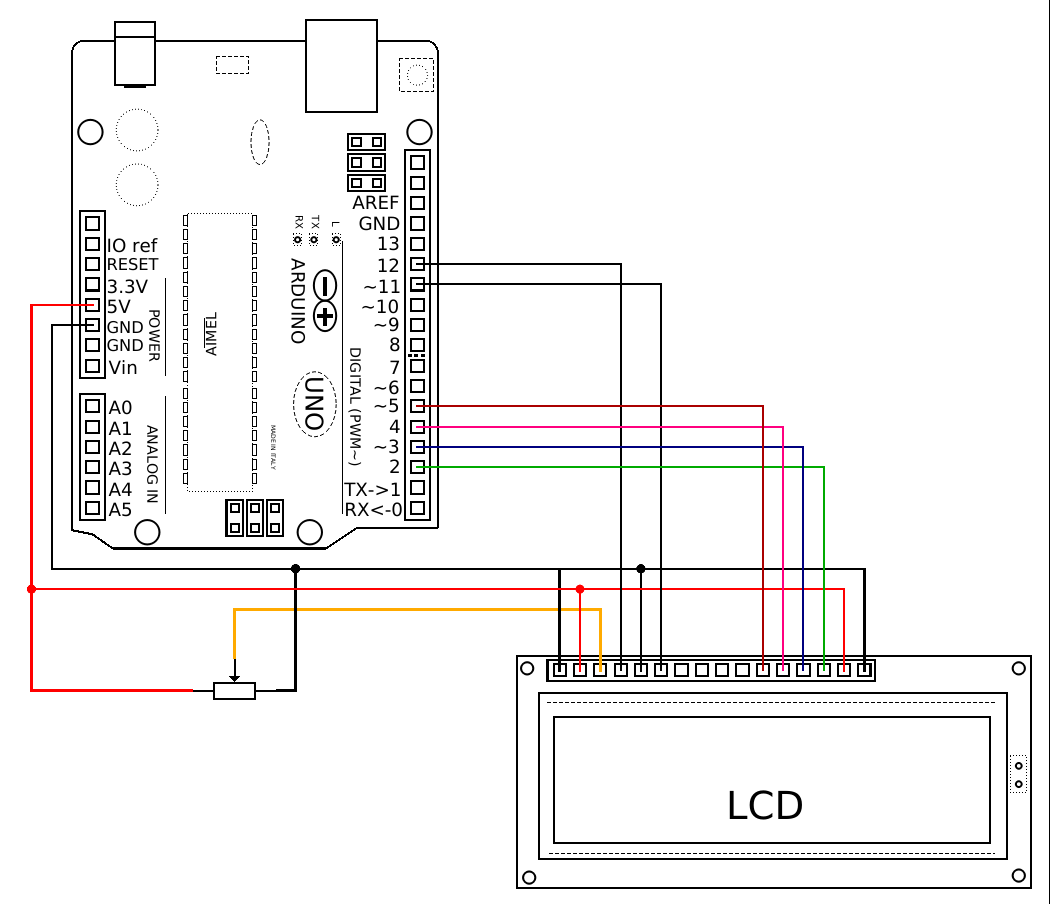 AREF
GND
13
12
~11
~10
~9
8
7
~6
~5
4
~3
2
TX->1
RX<-0
IO ref
RESET
3.3V
5V
GND
GND
Vin
POWER
A0
A1
A2
A3
A4
A5
ANALOG IN
AIMEL
RX
TX
L
ARDUINO
UNO
MADE IN ITALY
DIGITAL (PWM~)
LCD